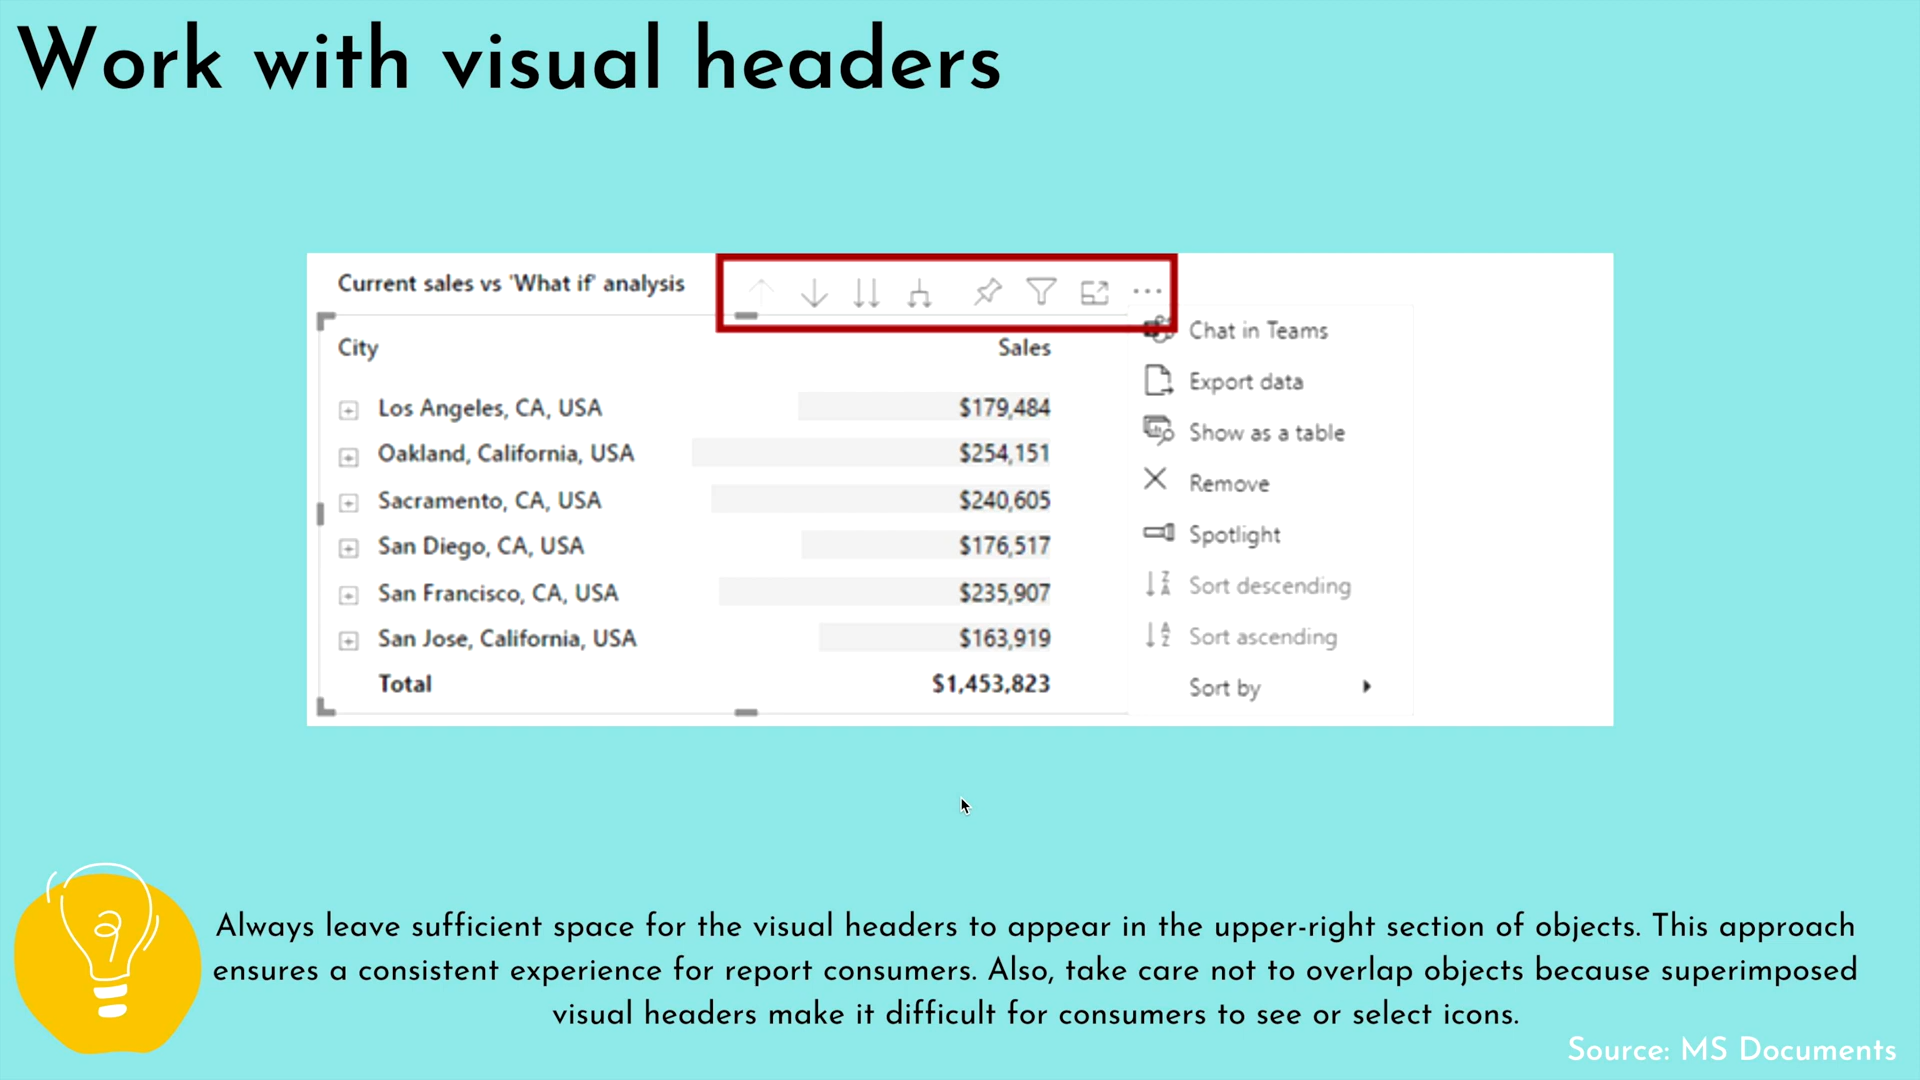 Work with visual headers
Current sales vs 'What if' analysis
City Sales
Los Angeles, CA, USA $179,484
Oakland, California, USA $254,151
Sacramento, CA, USA $240,605
San Diego, CA, USA $176,517
San Francisco, CA, USA $235,907
San Jose, California, USA $163,919
Total $1,453,823
Chat in Teams
Export data
Show as a table
Remove
Spotlight
Sort descending
Sort ascending
Sort by
Always leave sufficient space for the visual headers to appear in the upper-right section of objects. This approach
ensures a consistent experience for report consumers. Also, take care not to overlap objects because superimposed
visual headers make it difficult for consumers to see or select icons.
Source: MS Documents